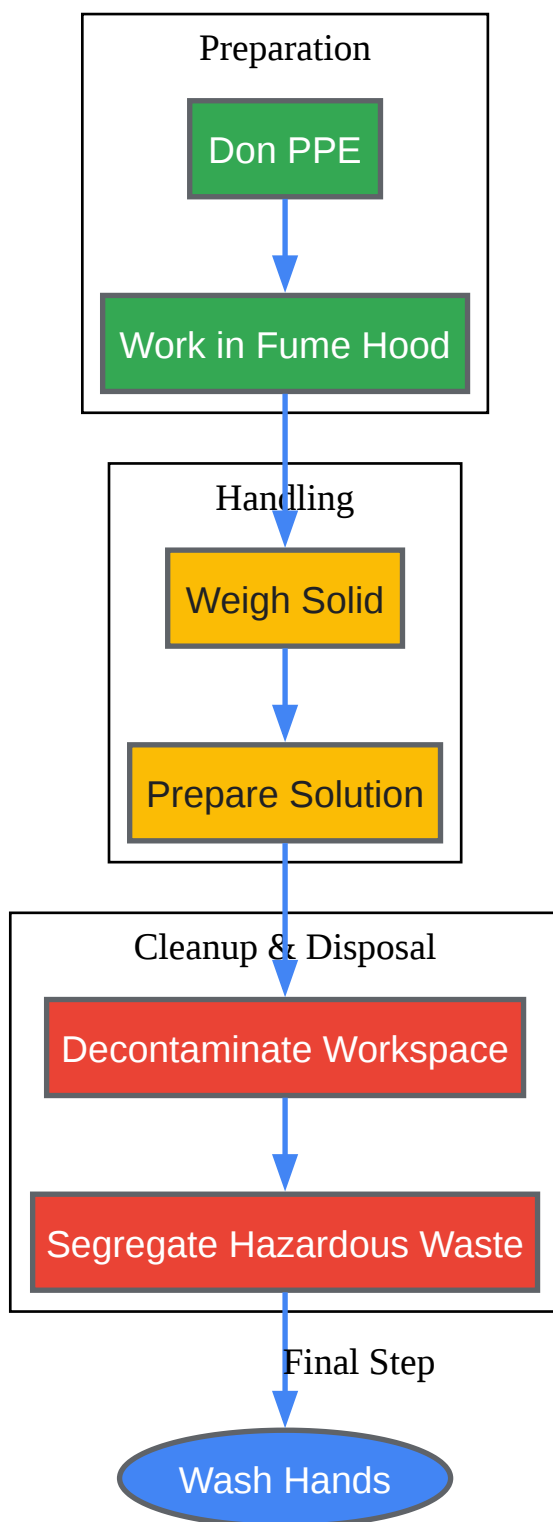 Preparation
Don PPE
Work in Fume Hood
Handling
Weigh Solid
Prepare Solution
Cleanup & Disposal
Decontaminate Workspace
Segregate Hazardous Waste
Final Step
Wash Hands